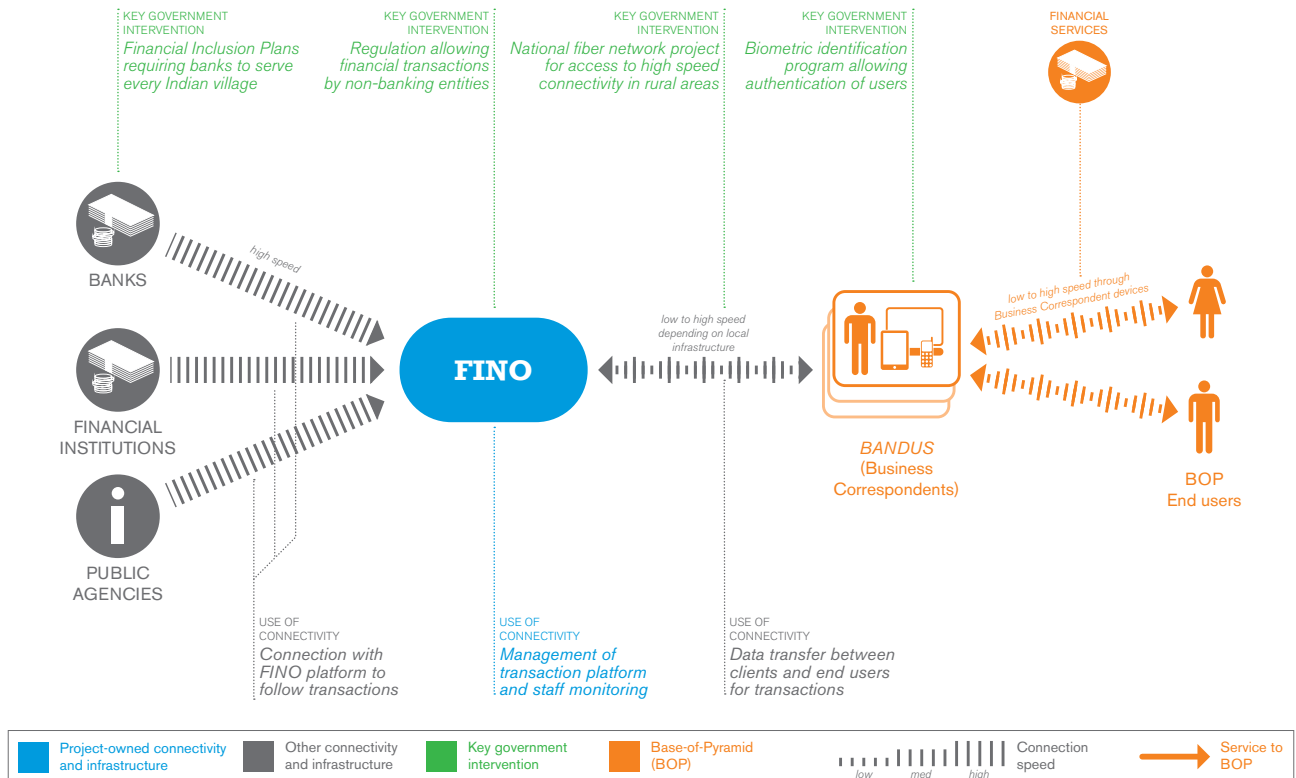 KEY GOVERNMENT
INTERVENTION
Financial Inclusion Plans
requiring banks to serve
every Indian village
KEY GOVERNMENT
INTERVENTION
Regulation allowing
financial transactions
by non-banking entities
KEY GOVERNMENT
INTERVENTION
National fiber network project
for access to high speed
connectivity in rural areas
KEY GOVERNMENT
INTERVENTION
Biometric identification
program allowing
authentication of users
FINANCIAL
SERVICES
BANKS
high speed
FINANCIAL
INSTITUTIONS
PUBLIC
AGENCIES
FINO
low to high speed
depending on local
infrastructure
BANDUS
(Business
Correspondents)
low to high speed through
Business Correspondent devices
BOP
End users
USE OF
CONNECTIVITY
Connection with
FINO platform to
follow transactions
USE OF
CONNECTIVITY
Management of
transaction platform
and staff monitoring
USE OF
CONNECTIVITY
Data transfer between
clients and end users
for transactions
Project-owned connectivity
and infrastructure
Other connectivity
and infrastructure
Key government
intervention
Base-of-Pyramid
(BOP)
low med high
Connection
speed
Service to
BOP